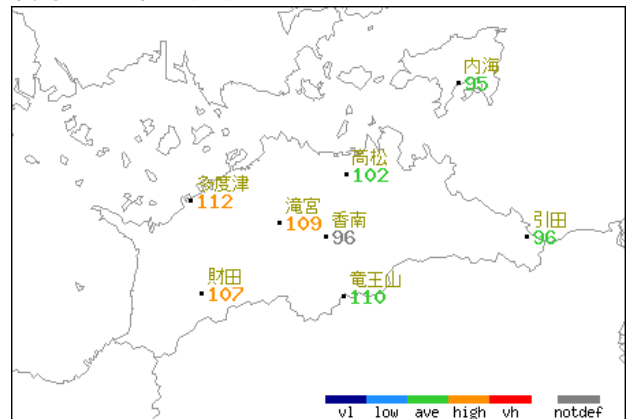 内海
95
高松
102
多度津
112
滝宮
109
香南
96
引田
96
財田
107
竜王山
110
vl low ave high vh notdef